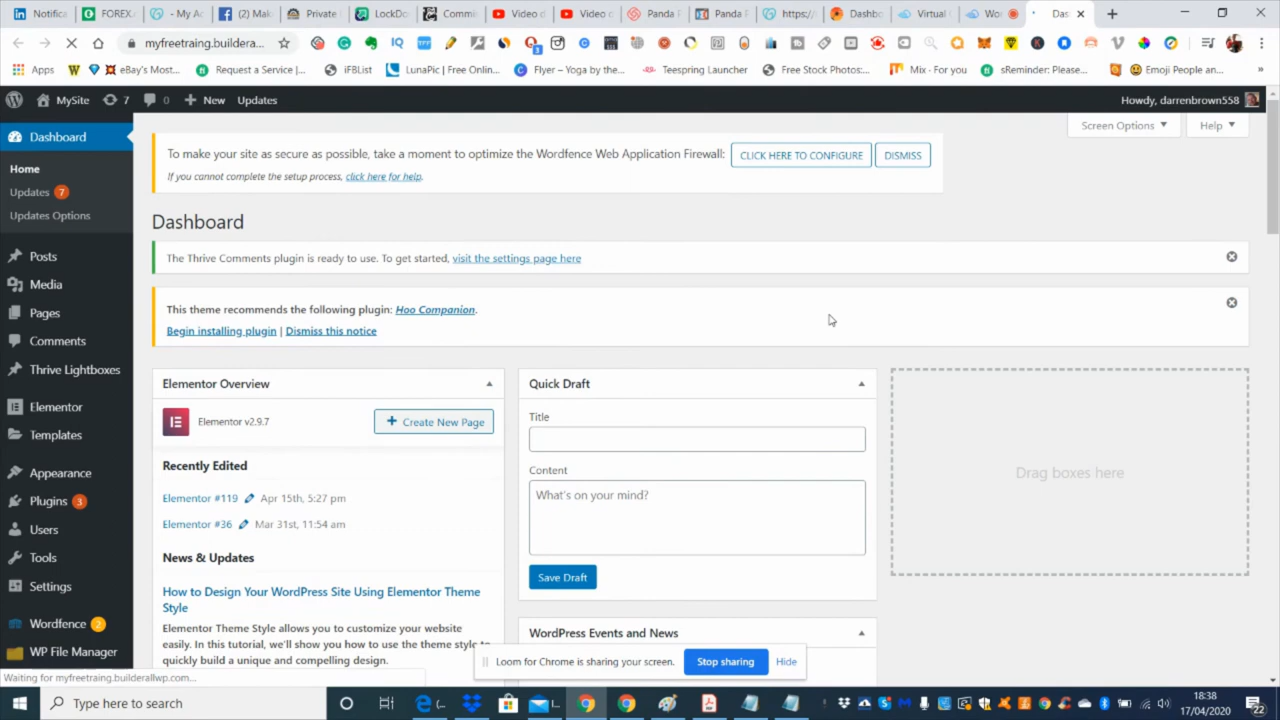 Notifica
FOREX.
- My Ac
(2) Mak
Private
LockDo
Commi
Video c
Video o
Panda F
Panda F
https:/
Dashbo
Virtual
Wor
Das
myfreetraing.buildera...
Apps
eBay's Most...
Request a Service |...
iFBList
LunaPic | Free Onlin...
Flyer – Yoga by the...
Teespring Launcher
Free Stock Photos:...
Mix - For you
sReminder: Please...
Emoji People an...
MySite
7
0
New
Updates
Howdy, darrenbrown558
Dashboard
Home
Updates 7
Updates Options
Posts
Media
Pages
Comments
Thrive Lightboxes
Elementor
Templates
Appearance
Plugins 3
Users
Tools
Settings
Wordfence 2
WP File Manager
Screen Options
Help
To make your site as secure as possible, take a moment to optimize the Wordfence Web Application Firewall:
CLICK HERE TO CONFIGURE
DISMISS
If you cannot complete the setup process, click here for help.
Dashboard
The Thrive Comments plugin is ready to use. To get started, visit the settings page here
This theme recommends the following plugin: Hoo Companion.
Begin installing plugin | Dismiss this notice
Elementor Overview
Elementor v2.9.7
Create New Page
Recently Edited
Elementor #119 Apr 15th, 5:27 pm
Elementor #36 Mar 31st, 11:54 am
News & Updates
How to Design Your WordPress Site Using Elementor Theme
Style
Elementor Theme Style allows you to customize your website
easily. In this tutorial, we'll show you how to use the theme style to
quickly build a unique and compelling design.
Quick Draft
Title
Content
What's on your mind?
Save Draft
WordPress Events and News
Drag boxes here
Loom for Chrome is sharing your screen.
Stop sharing
Hide
Waiting for myfreetraing.builderallwp.com...
Type here to search
18:38
17/04/2020
22